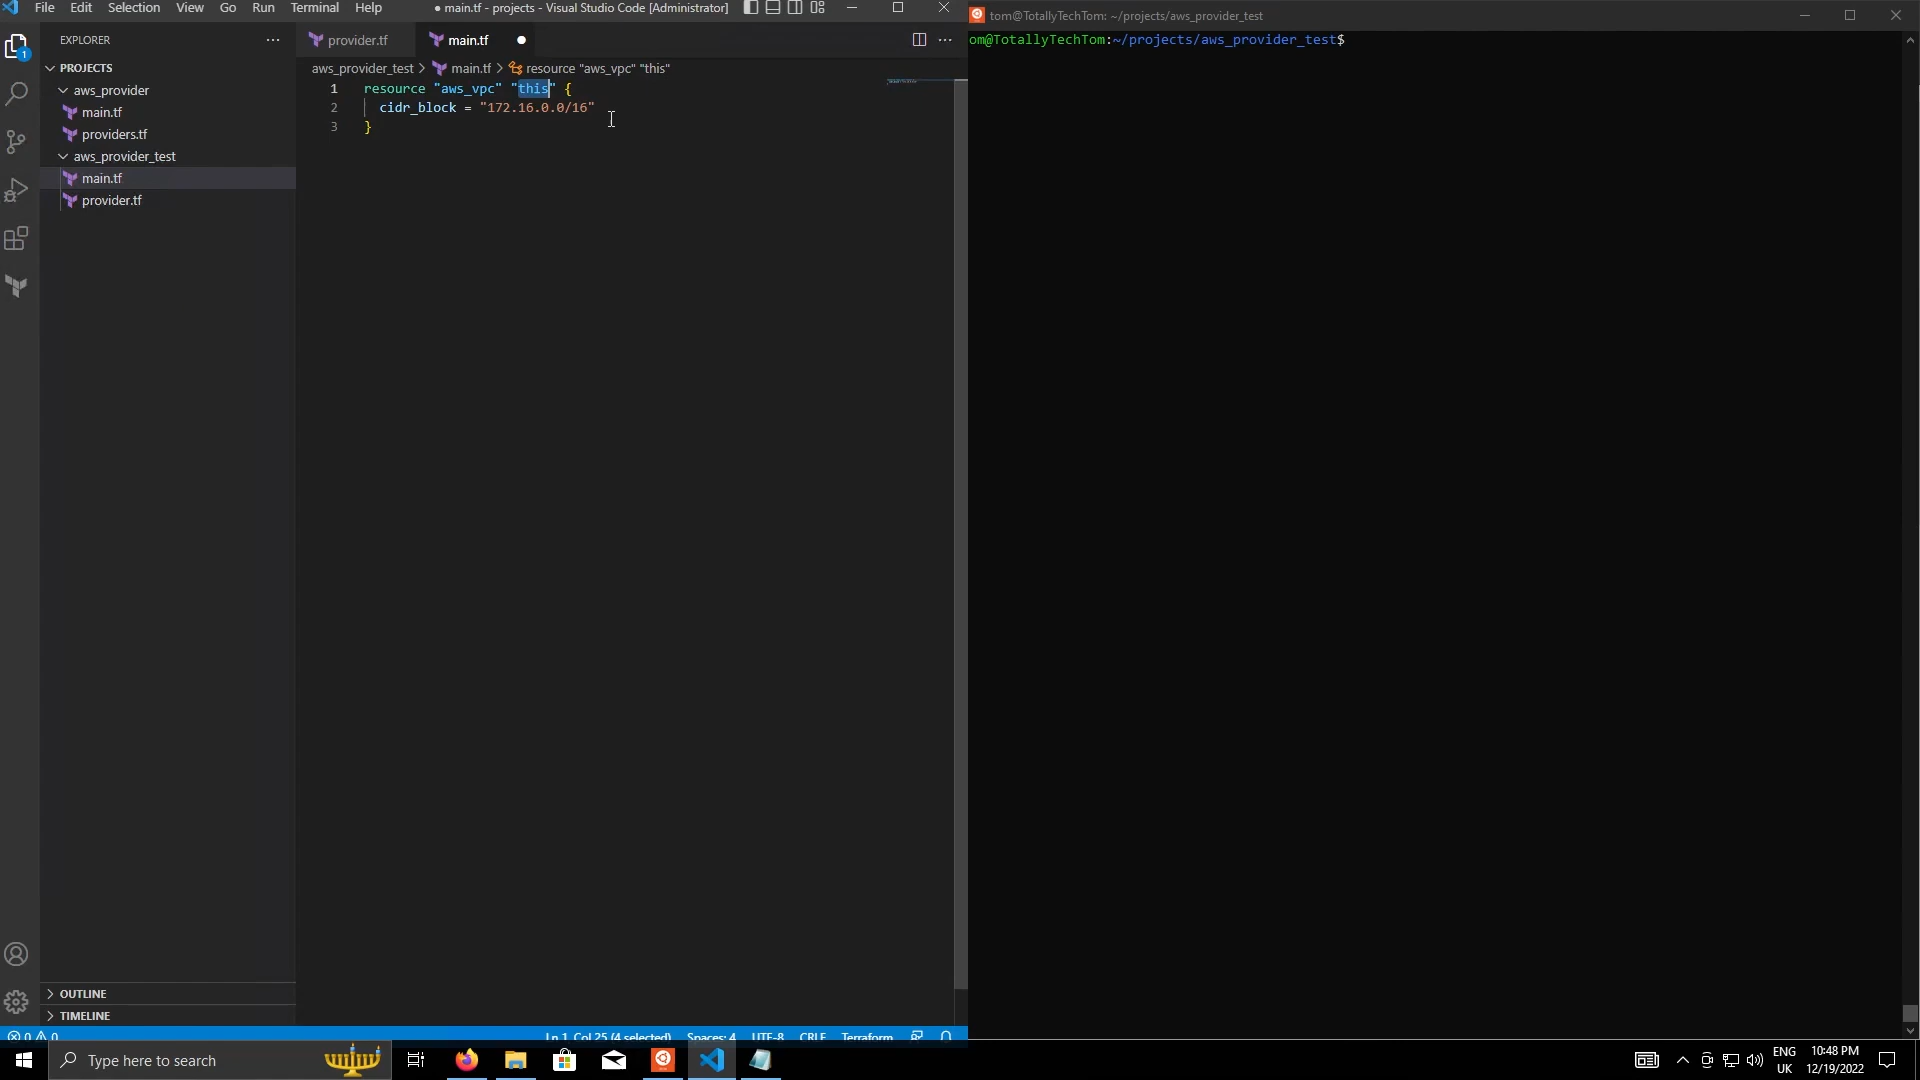 File Edit Selection View Go Run Terminal Help
● main.tf - projects - Visual Studio Code [Administrator]
EXPLORER
PROJECTS
aws_provider
main.tf
providers.tf
aws_provider_test
main.tf
provider.tf
OUTLINE
TIMELINE
1
provider.tf
main.tf
aws_provider_test > main.tf > resource "aws_vpc" "this"
1 resource "aws_vpc" "this" {
2 cidr_block = "172.16.0.0/16"
3 }
0 0 Ln 1, Col 25 (4 selected) Spaces: 4 UTF-8 CRLF Terraform
tom@TotallyTechTom: ~/projects/aws_provider_test
om@TotallyTechTom:~/projects/aws_provider_test$
Type here to search
ENG
UK
10:48 PM
12/19/2022